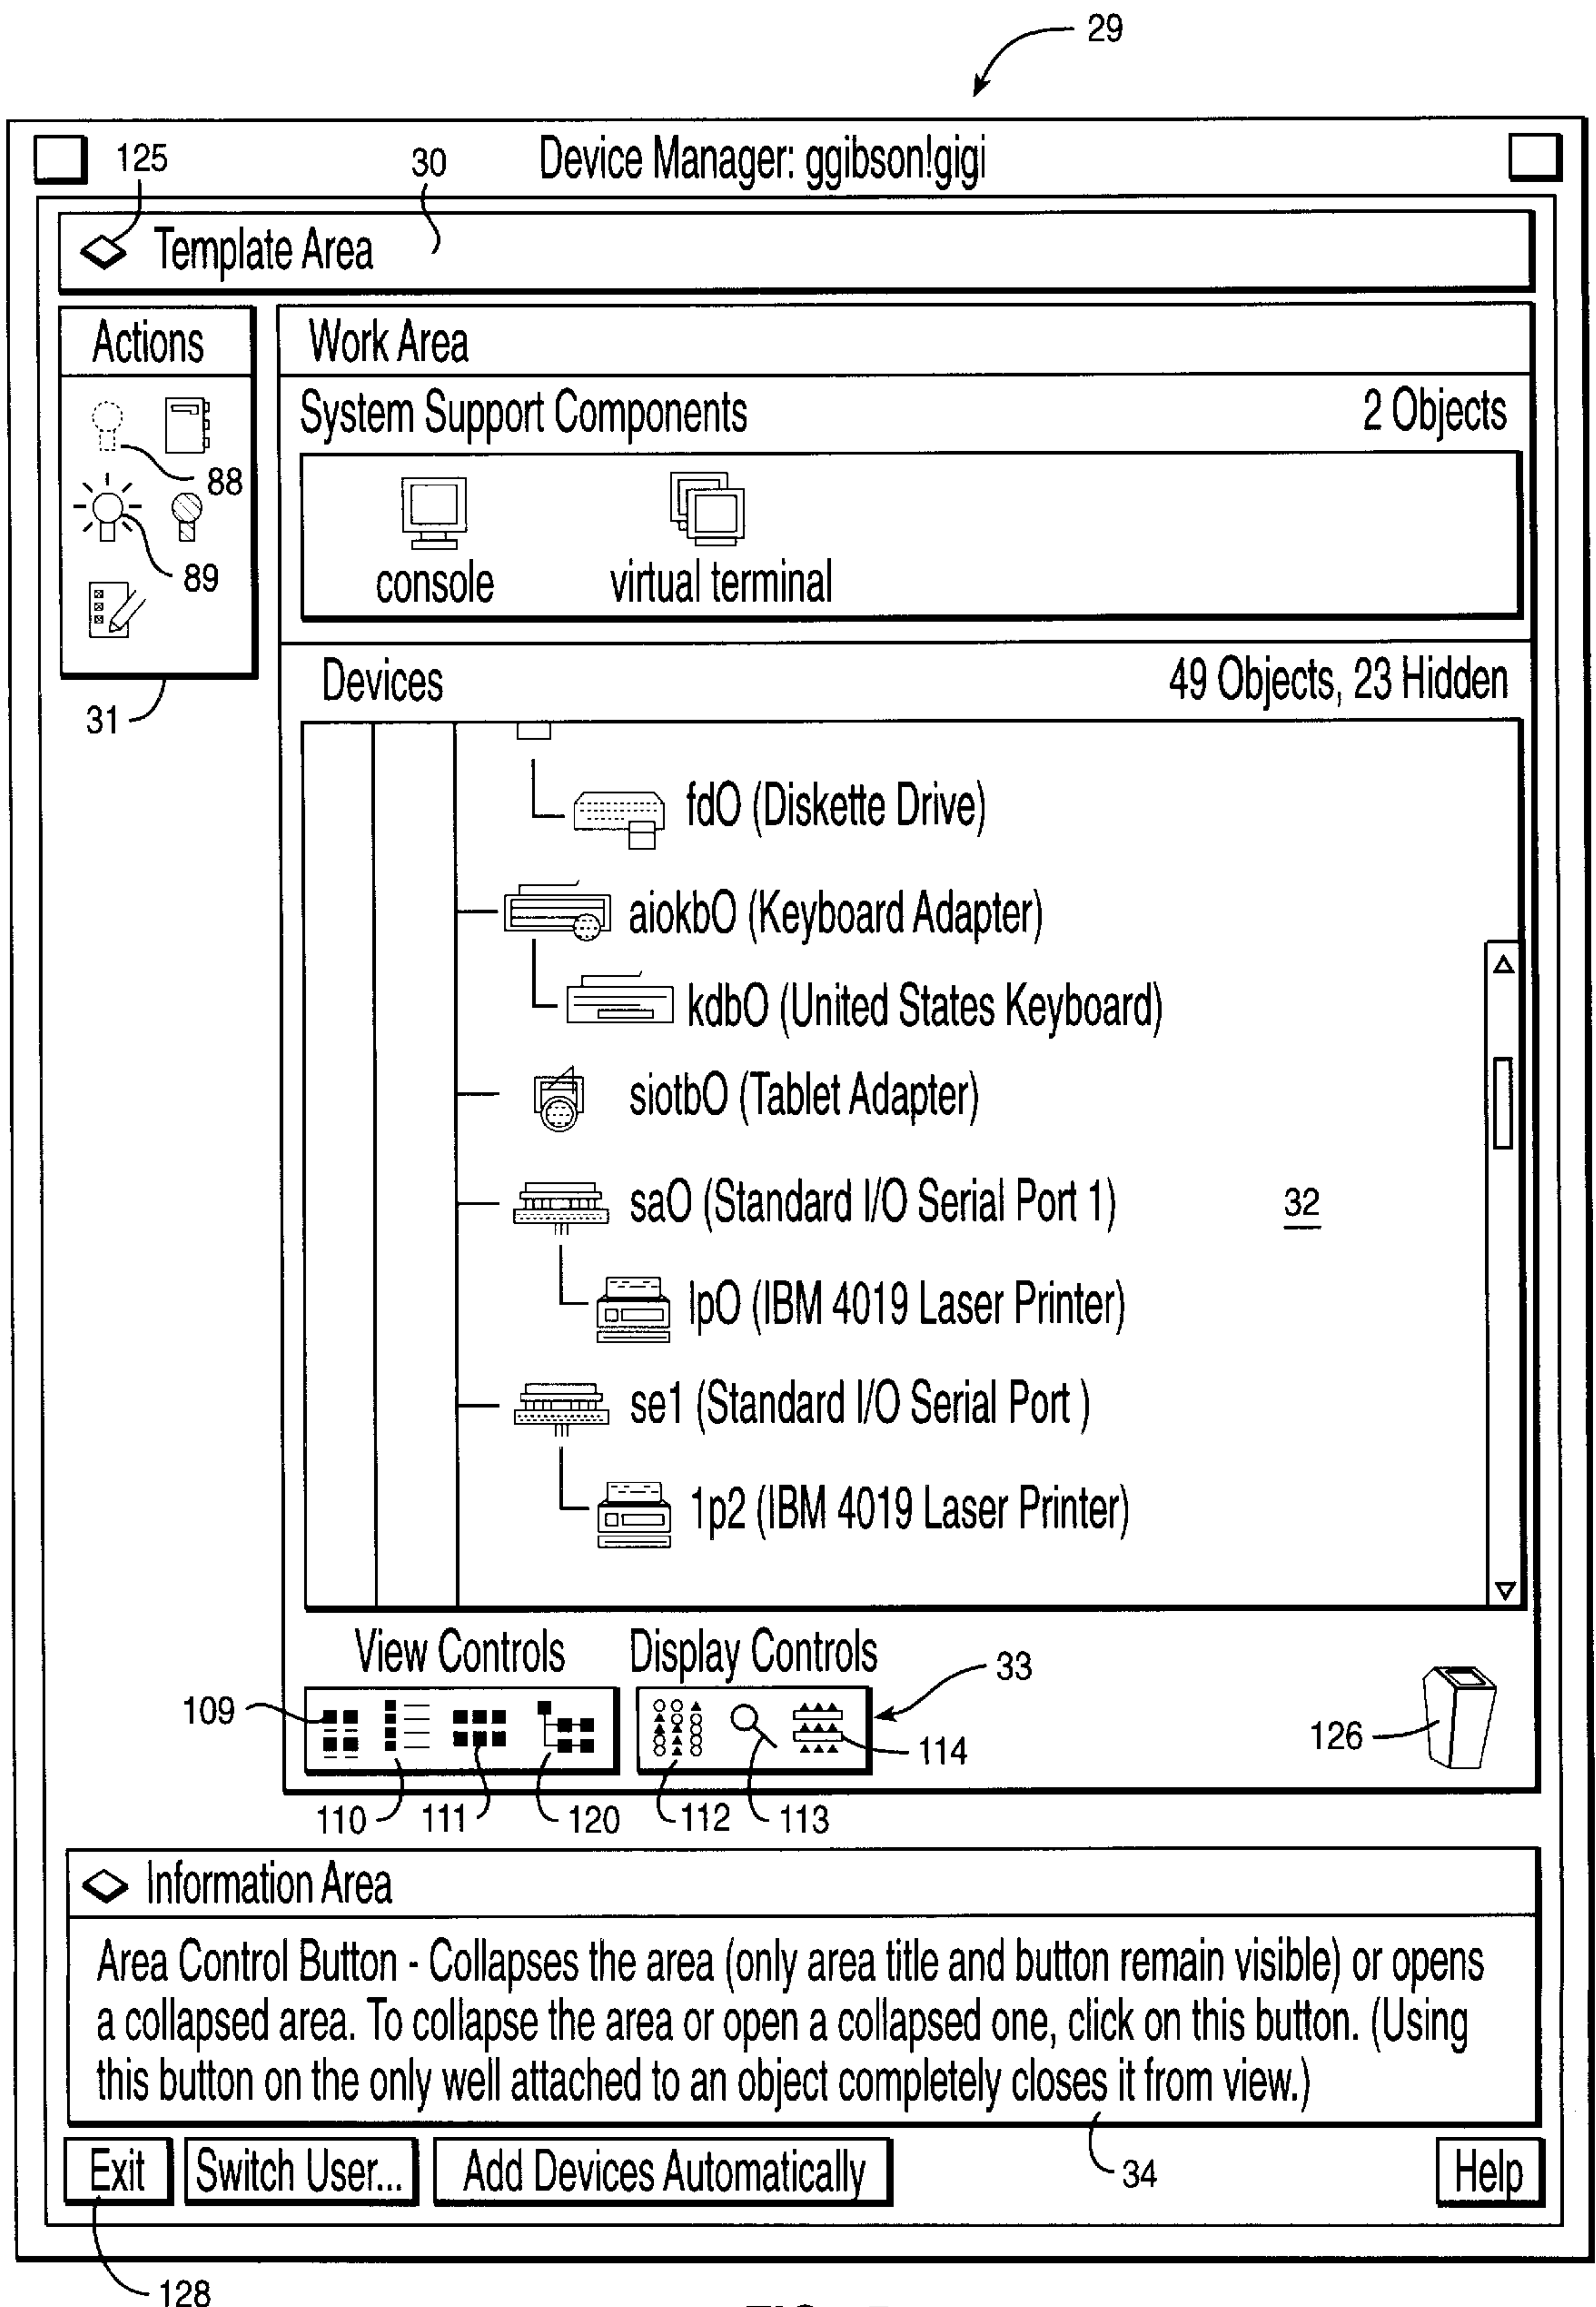 29
125
30
Device Manager: ggibson!gigi
Template Area
Actions
88
89
31
Work Area
System Support Components 2 Objects
console virtual terminal
Devices 49 Objects, 23 Hidden
fdO (Diskette Drive)
aiokbO (Keyboard Adapter)
kdbO (United States Keyboard)
siotbO (Tablet Adapter)
saO (Standard I/O Serial Port 1)
32
lpO (IBM 4019 Laser Printer)
se1 (Standard I/O Serial Port )
1p2 (IBM 4019 Laser Printer)
View Controls Display Controls
33
109
114
126
110 111 120 112 113
Information Area
Area Control Button - Collapses the area (only area title and button remain visible) or opens
a collapsed area. To collapse the area or open a collapsed one, click on this button. (Using
this button on the only well attached to an object completely closes it from view.)
34
Exit Switch User... Add Devices Automatically Help
128